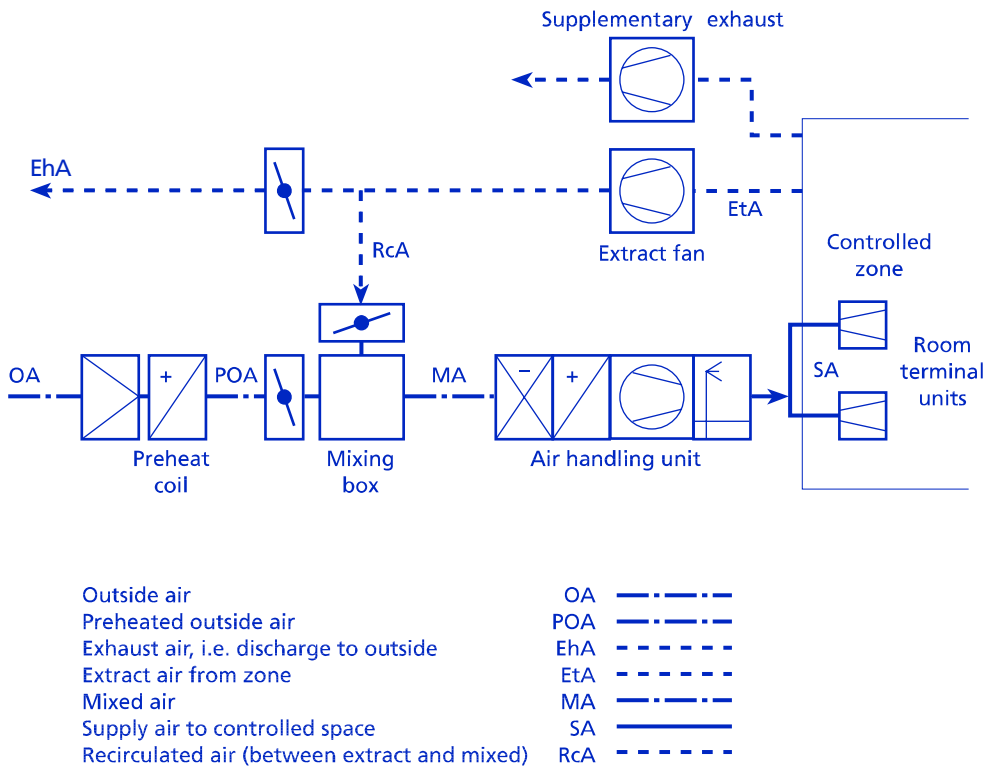 Supplementary exhaust
EhA
EtA
RcA
Extract fan
Controlled
zone
OA
+
POA
MA
−
+
SA
Room
terminal
units
Preheat
coil
Mixing
box
Air handling unit
Outside air OA
Preheated outside air POA
Exhaust air, i.e. discharge to outside EhA
Extract air from zone EtA
Mixed air MA
Supply air to controlled space SA
Recirculated air (between extract and mixed) RcA